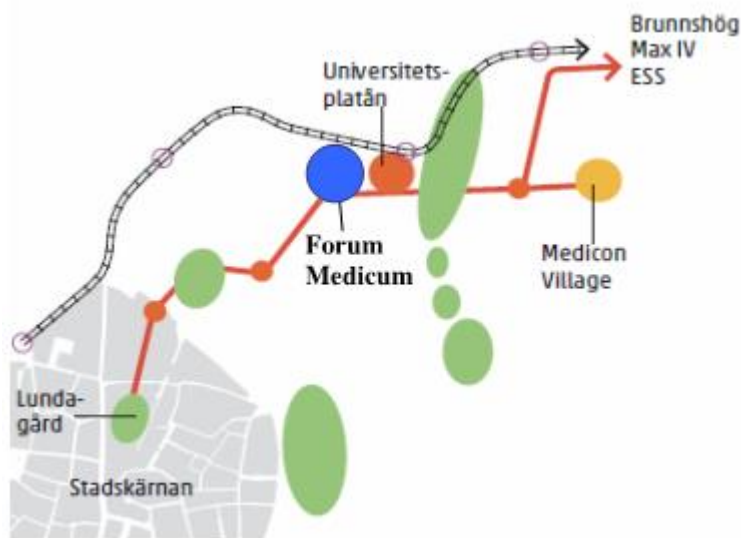 Brunnshög
Max IV
ESS
Universitets-
platån
Forum
Medicum
Medicon
Village
Lunda-
gård
Stadskärnan